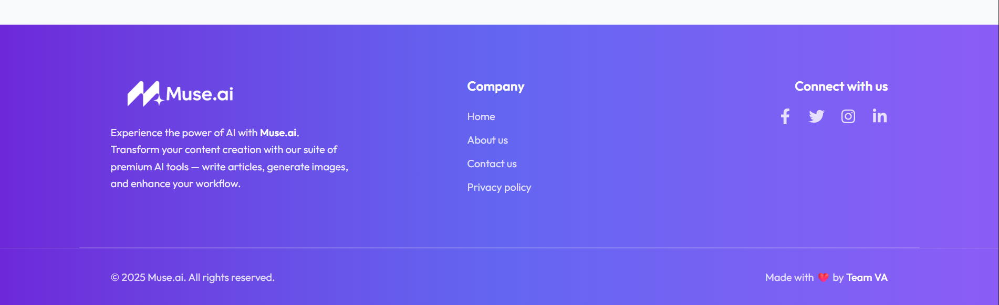 Muse.ai
Experience the power of AI with Muse.ai.
Transform your content creation with our suite of
premium AI tools — write articles, generate images,
and enhance your workflow.
Company
Home
About us
Contact us
Privacy policy
Connect with us
© 2025 Muse.ai. All rights reserved.
Made with ❤️ by Team VA